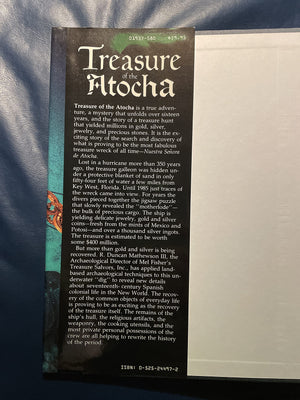 Treasure
of the
Atocha
Treasure of the Atocha is a true adven-
ture, a mystery that unfolds over sixteen
years, and the story of a treasure hunt
that yielded millions in gold, silver,
jewelry, and precious stones. It is the ex-
citing story of the search and discovery of
what is proving to be the most fabulous
treasure wreck of all time—Nuestra Señora
de Atocha.
Lost in a hurricane more than 350 years
ago, the treasure galleon was hidden un-
der a protective blanket of sand in only
fifty-four feet of water a few miles from
Key West, Florida. Until 1985 just traces of
the wreck came into view. For years the
divers pieced together the jigsaw puzzle
that slowly revealed the "motherlode"—
the bulk of precious cargo. The ship is
yielding delicate jewelry, gold and silver
coins—fresh from the mints of Mexico and
Potosi—and over a thousand silver ingots.
The treasure is estimated to be worth
some $400 million.
But more than gold and silver is being
recovered. R. Duncan Mathewson III, the
Archaeological Director of Mel Fisher's
Treasure Salvors, Inc., has applied land-
based archaeological techniques to this un-
derwater "dig" to reveal new details
about seventeenth-century Spanish
colonial life in the New World. The recov-
ery of the common objects of everyday life
is proving to be as exciting as the recovery
of the treasure itself. The remains of the
ship's hull, the religious artifacts, the
weaponry, the cooking utensils, and the
most private personal possessions of the
crew are all helping to rewrite the history
of the period.
ISBN: 0-525-24497-2